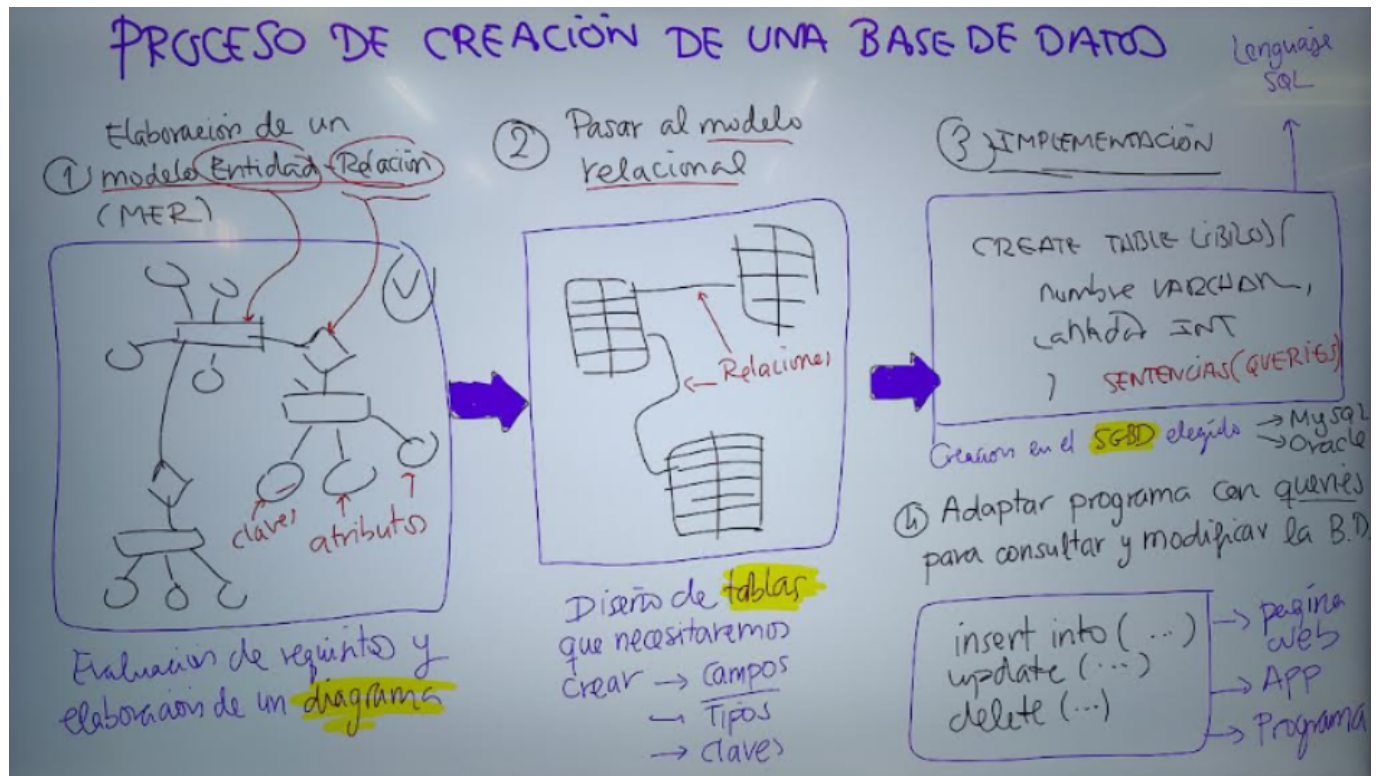 PROCESO DE CREACIÓN DE UNA BASE DE DATOS
Lenguaje
SQL
Elaboración de un
① modelo Entidad-Relación
(MER)
claves
atributos
Evaluación de requisitos y
elaboración de un diagrama
② Pasar al modelo
relacional
Relaciones
Diseño de tablas
que necesitaremos
crear → campos
→ Tipos
→ claves
③ IMPLEMENTACIÓN
CREATE TABLE LIBROS(
nombre VARCHAR,
INT
) SENTENCIAS (QUERIES)
Creación en el SGBD elegido → MySQL
→ Oracle
④ Adaptar programa con queries
para consultar y modificar la B.D.
insert into (...)
update (...)
delete (...)
→ pagina
web
→ APP
→ Programa